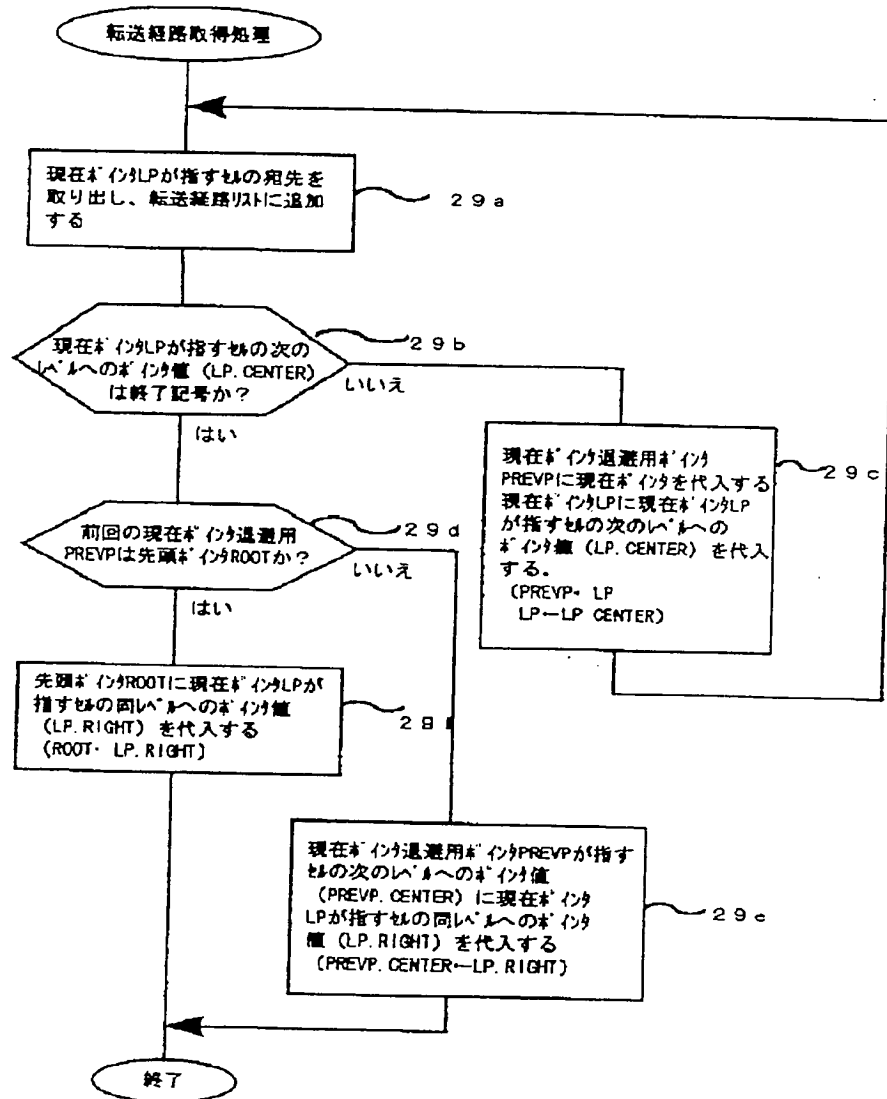 転送経路取得処理
現在ポインタLPが指すセルの宛先を
取り出し、転送経路リストに追加
する
29a
現在ポインタLPが指すセルの次の
レベルへのポインタ値（LP.CENTER）
は終了記号か？
29b
いいえ
はい
現在ポインタ退避用ポインタ
PREVPに現在ポインタを代入する
現在ポインタLPに現在ポインタLP
が指すセルの次のレベルへの
ポインタ値（LP.CENTER）を代入
する。
（PREVP← LP
LP←LP CENTER）
29c
前回の現在ポインタ退避用
PREVPは先頭ポインタROOTか？
29d
いいえ
はい
先頭ポインタROOTに現在ポインタLPが
指すセルの同レベルへのポインタ値
（LP.RIGHT）を代入する
（ROOT← LP.RIGHT）
現在ポインタ退避用ポインタPREVPが指す
セルの次のレベルへのポインタ値
（PREVP.CENTER）に現在ポインタ
LPが指すセルの同レベルへのポインタ
値（LP.RIGHT）を代入する
（PREVP.CENTER←LP.RIGHT）
29e
終了